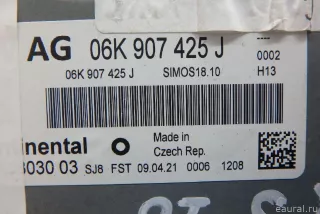 AG 06K 907 425 J ---
0002
06K 907 425 J SIMOS18.10 H13
inental Made in
Czech Rep.
3030 03 SJ8 FST 09.04.21 0006 1208
eaural.ru